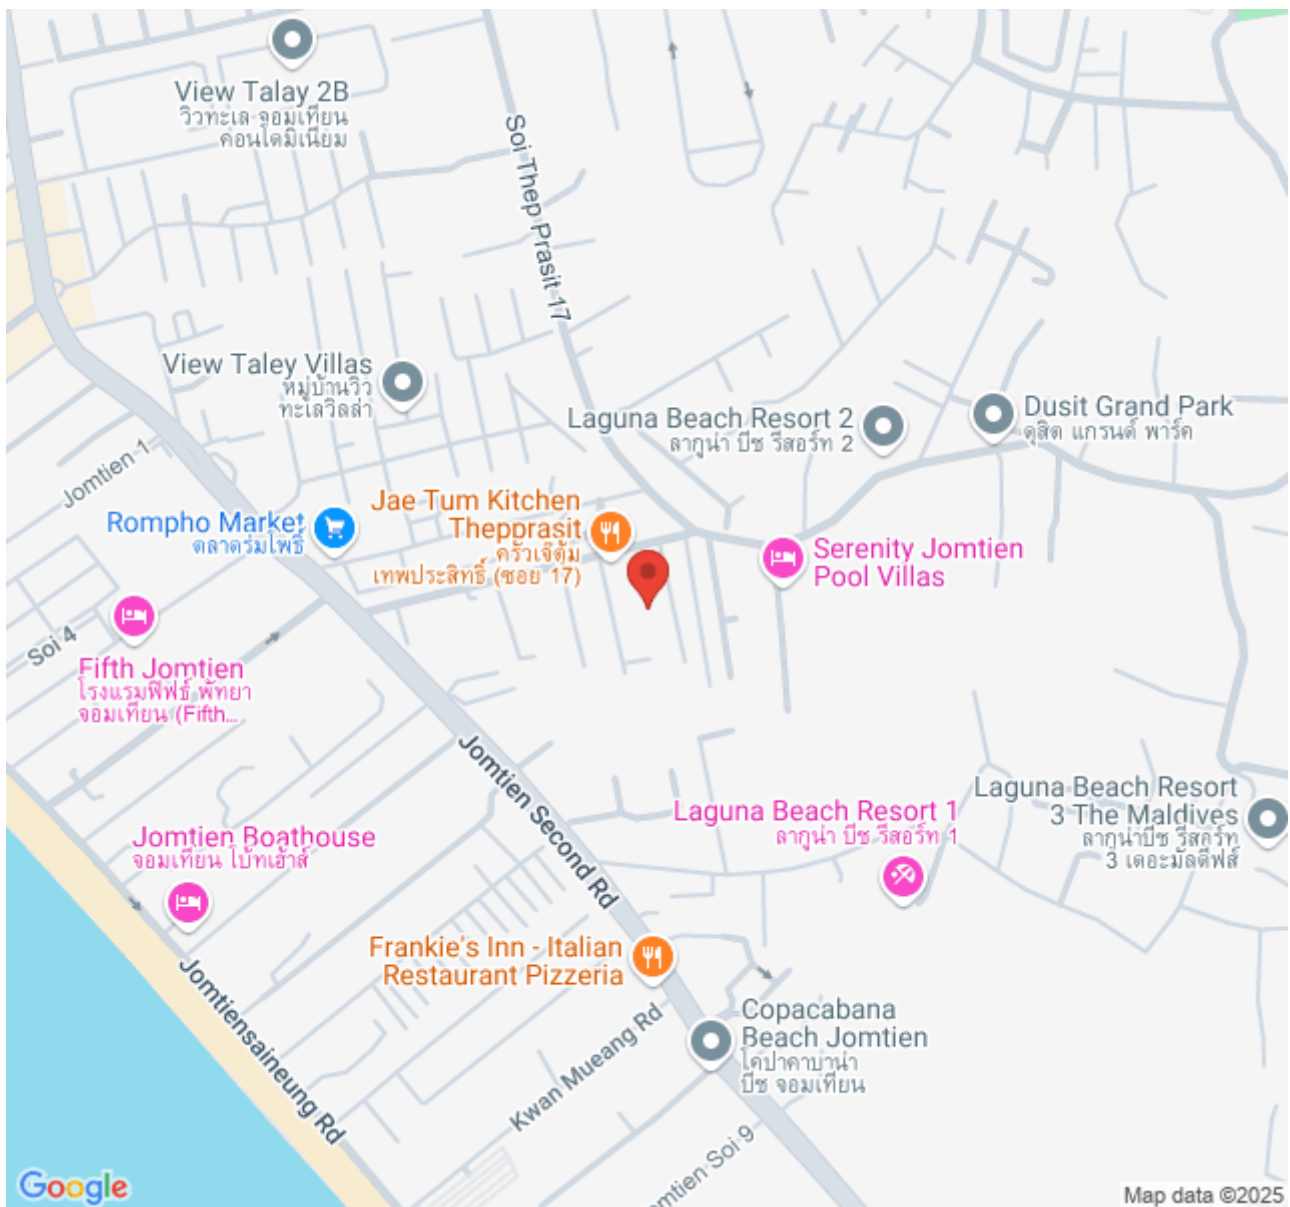 View Talay 2B
วิวทะเล จอมเทียน
คอนโดมิเนียม
Soi Thep Prasit 17
View Taley Villas
หมู่บ้านวิว
ทะเลวิลล่า
Laguna Beach Resort 2
ลากูน่า บีช รีสอร์ท 2
Dusit Grand Park
ดุสิต แกรนด์ พาร์ค
Jomtien 1
Rompho Market
ตลาดร่มโพธิ์
Jae Tum Kitchen
Thepprasit
ครัวเจ๊ตุ้ม
เทพประสิทธิ์ (ซอย 17)
Serenity Jomtien
Pool Villas
Soi 4
Fifth Jomtien
โรงแรมฟิฟธ์ พัทยา
จอมเทียน (Fifth...
Jomtien Second Rd
Laguna Beach Resort 1
ลากูน่า บีช รีสอร์ท 1
Laguna Beach Resort
3 The Maldives
ลากูน่าบีช รีสอร์ท
3 เดอะมัลดีฟส์
Jomtien Boathouse
จอมเทียน โบ๊ทเฮ้าส์
Frankie's Inn - Italian
Restaurant Pizzeria
Jomtiensaineung Rd
Kwan Mueang Rd
Copacabana
Beach Jomtien
โคปาคาบาน่า
บีช จอมเทียน
omtien Soi 9
Google
Map data ©2025